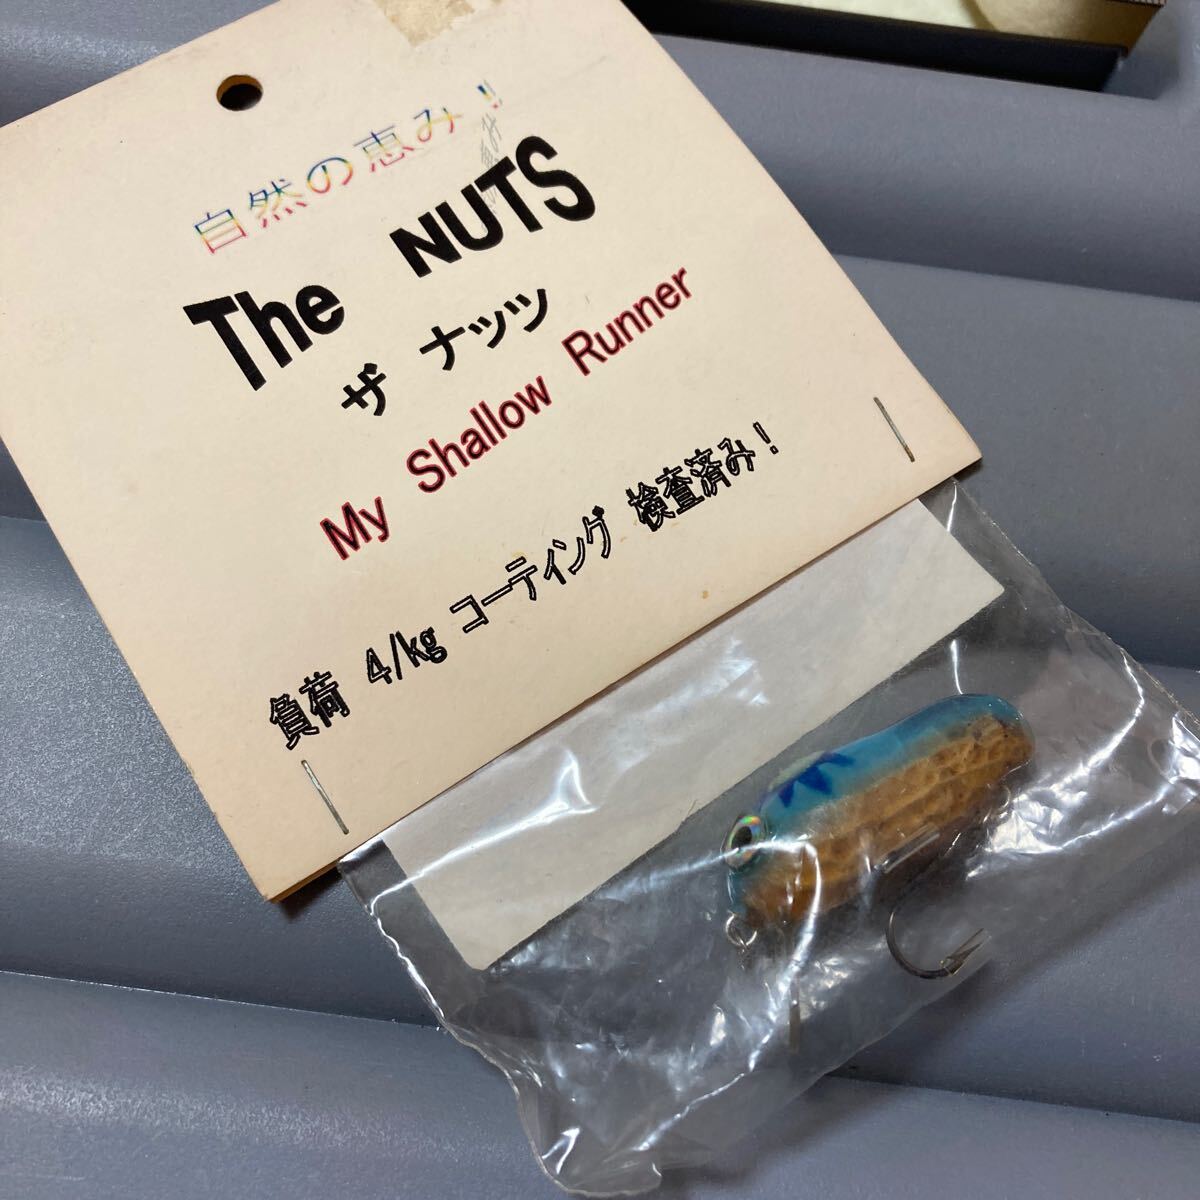 自然の恵み！
The NUTS
ザ ナッツ
My Shallow Runner
負荷 4/kg コーティング 検査済み！